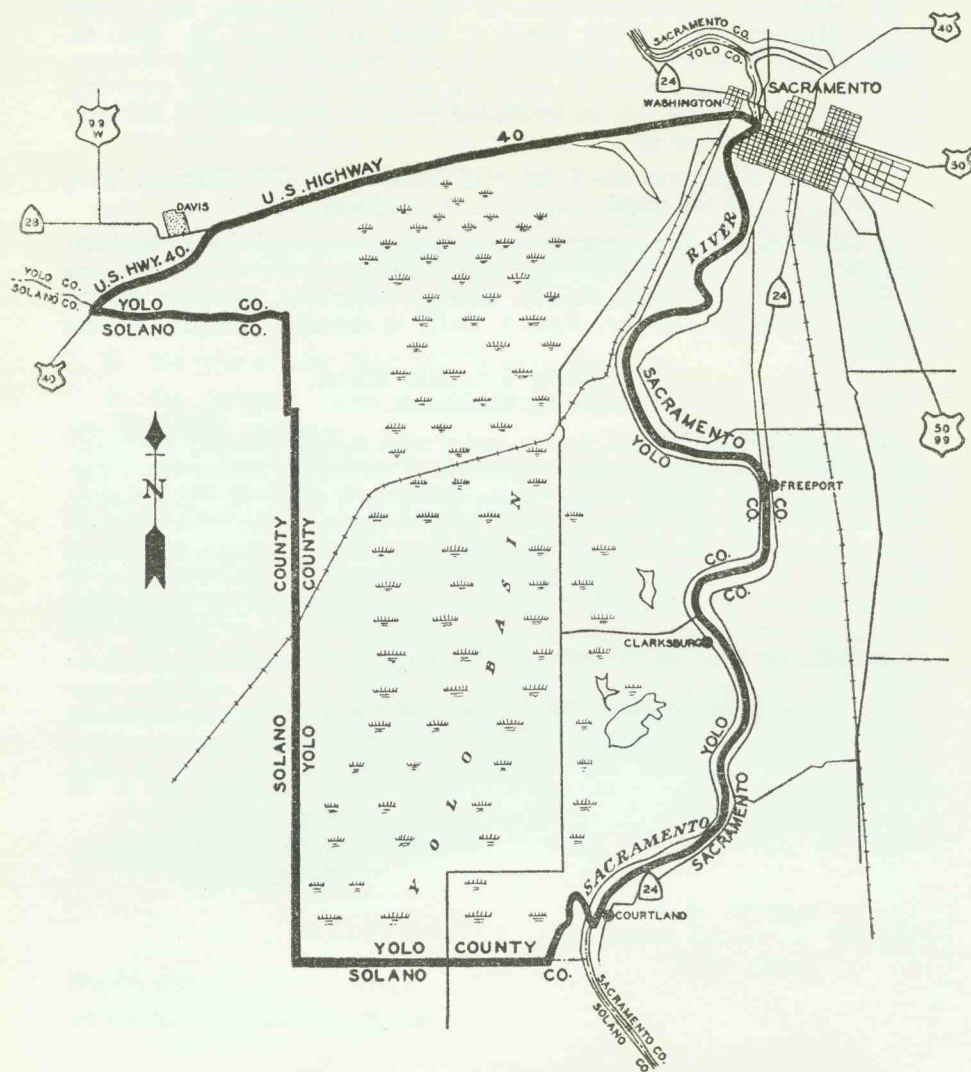 40
SACRAMENTO CO.
YOLO CO.
24
SACRAMENTO
WASHINGTON
99
W
40
50
U.S. HIGHWAY
DAVIS
28
U.S. HWY. 40.
RIVER
YOLO CO.
SOLANO CO.
YOLO CO.
SOLANO CO.
24
40
SACRAMENTO
YOLO
50
99
N
FREEPORT
CO.
CO.
YOLO BASIN
COUNTY
COUNTY
CO.
CO.
CLARKSBURG
SOLANO
YOLO
YOLO
SACRAMENTO
SACRAMENTO
24
COURTLAND
YOLO COUNTY
SOLANO CO.
SACRAMENTO CO.
SOLANO CO